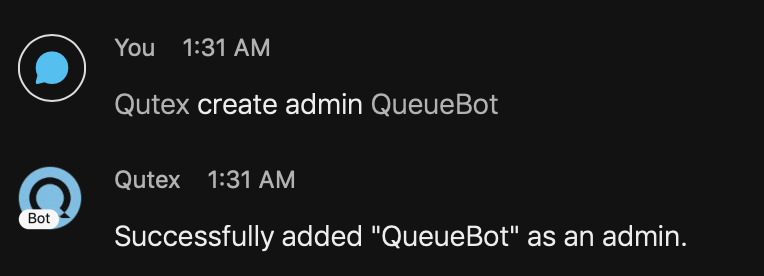 You 1:31 AM
Qutex create admin QueueBot
Qutex 1:31 AM
Bot
Successfully added "QueueBot" as an admin.